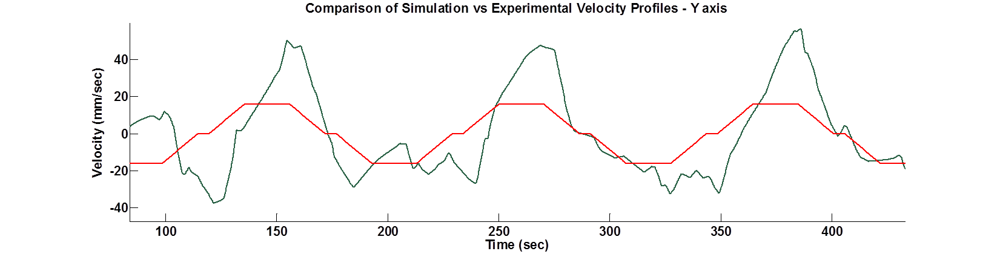 Comparison of Simulation vs Experimental Velocity Profiles - Y axis
Velocity (mm/sec)
40
20
0
-20
-40
100 150 200 250 300 350 400
Time (sec)